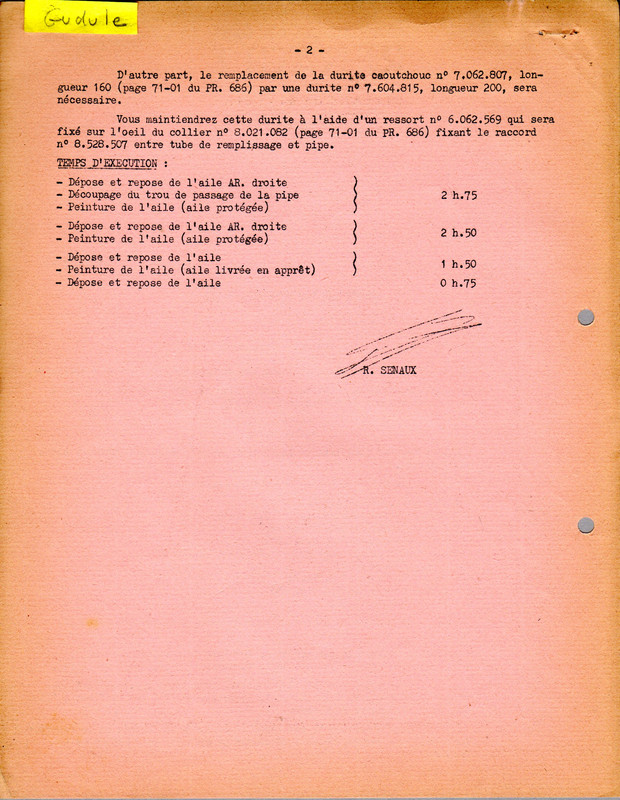 Gudule
- 2 -
D'autre part, le remplacement de la durite caoutchouc n° 7.062.807, lon-
gueur 160 (page 71-01 du PR. 686) par une durite n° 7.604.815, longueur 200, sera
nécessaire.
Vous maintiendrez cette durite à l'aide d'un ressort n° 6.062.569 qui sera
fixé sur l'oeil du collier n° 8.021.082 (page 71-01 du PR. 686) fixant le raccord
n° 8.528.507 entre tube de remplissage et pipe.
TEMPS D'EXECUTION :
- Dépose et repose de l'aile AR. droite
- Découpage du trou de passage de la pipe 2 h.75
- Peinture de l'aile (aile protégée)
- Dépose et repose de l'aile AR. droite
- Peinture de l'aile (aile protégée) 2 h.50
- Dépose et repose de l'aile
- Peinture de l'aile (aile livrée en apprêt) 1 h.50
- Dépose et repose de l'aile 0 h.75
R. SENAUX